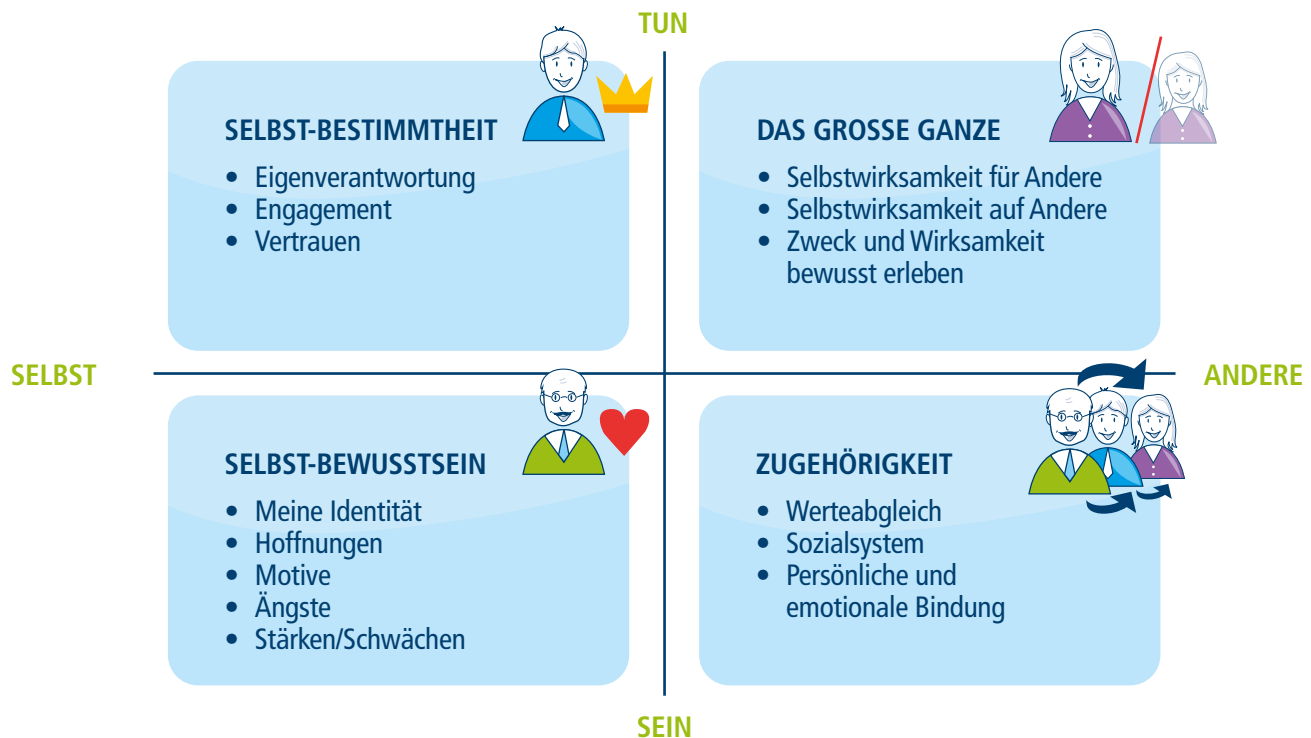 TUN
SELBST-BESTIMMTHEIT
• Eigenverantwortung
• Engagement
• Vertrauen
DAS GROSSE GANZE
• Selbstwirksamkeit für Andere
• Selbstwirksamkeit auf Andere
• Zweck und Wirksamkeit
bewusst erleben
SELBST
ANDERE
SELBST-BEWUSSTSEIN
• Meine Identität
• Hoffnungen
• Motive
• Ängste
• Stärken/Schwächen
ZUGEHÖRIGKEIT
• Werteabgleich
• Sozialsystem
• Persönliche und
emotionale Bindung
SEIN